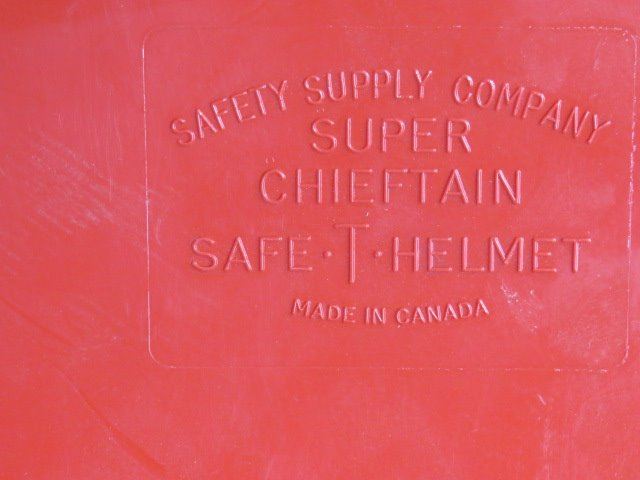 SAFETY SUPPLY COMPANY
SUPER
CHIEFTAIN
SAFE·T·HELMET
MADE IN CANADA